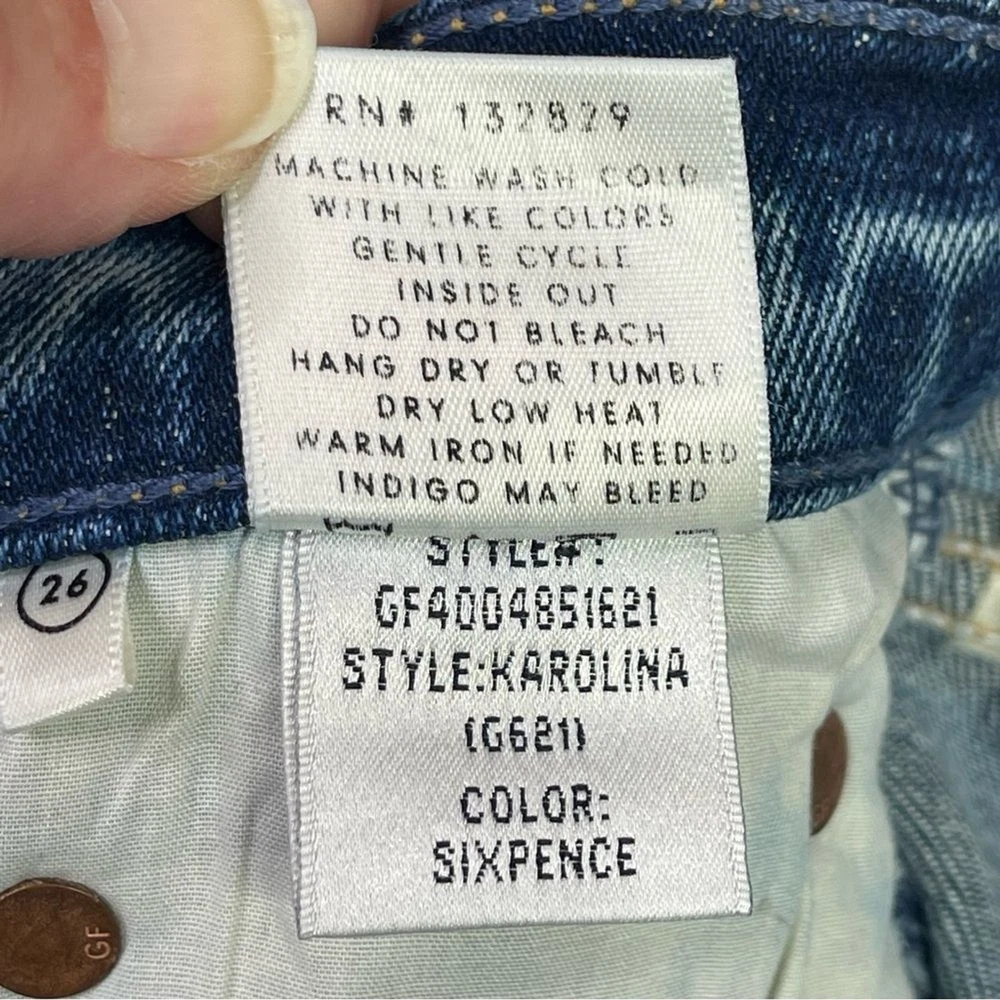 RN# 132829
MACHINE WASH COLD
WITH LIKE COLORS
GENTLE CYCLE
INSIDE OUT
DO NOT BLEACH
HANG DRY OR TUMBLE
DRY LOW HEAT
WARM IRON IF NEEDED
INDIGO MAY BLEED
STYLE#:
GF4004851621
STYLE:KAROLINA
(G621)
COLOR:
SIXPENCE
26
GF